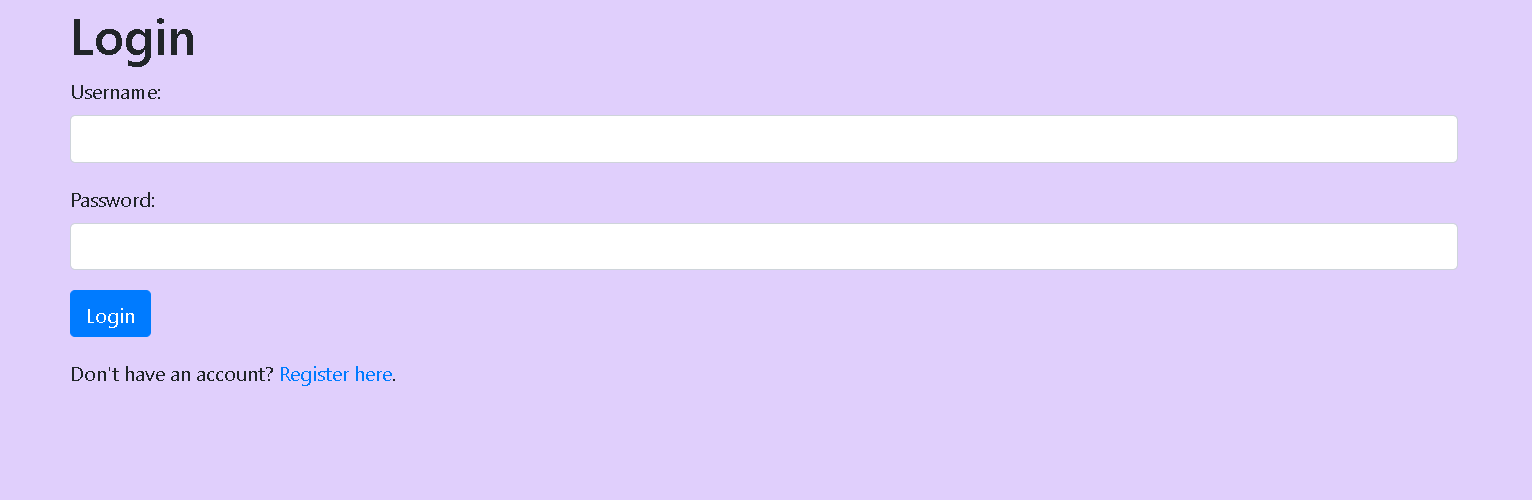 Login
Username:
Password:
Login
Don't have an account? Register here.